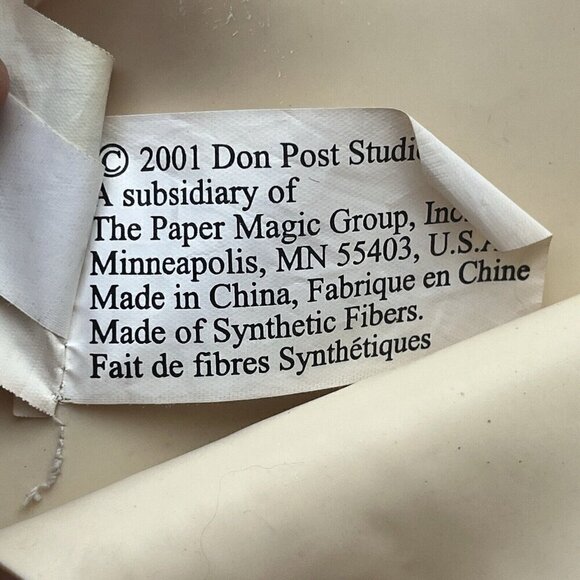 © 2001 Don Post
A subsidiary of
The Paper Magic Group, Inc.
Minneapolis, MN 55403, U.S.A.
Made in China, Fabrique en Chine
Made of Synthetic Fibers.
Fait de fibres Synthétiques